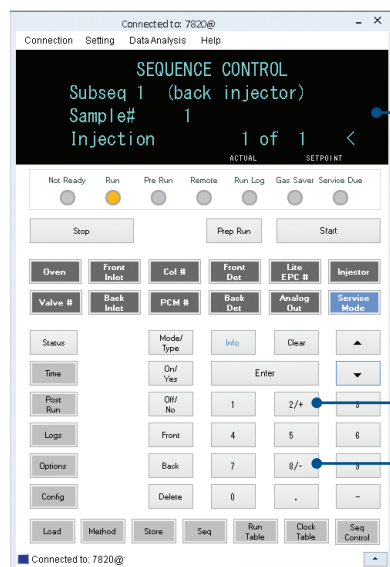 Connected to: 7820@
Connection Setting Data Analysis Help
SEQUENCE CONTROL
Subseq 1 (back injector)
Sample# 1
Injection 1 of 1 <
ACTUAL SETPOINT
Not Ready Run Pre Run Remote Run Log Gas Saver Service Due
Stop Prep Run Start
Oven Front Inlet Col # Front Det Lite EPC # Injector
Valve # Back Inlet PCM # Back Det Analog Out Service Mode
Status Mode/ Type Info Clear
Time On/ Yes Enter
Post Run Off/ No 1 2/+ 3
Logs Front 4 5 6
Options Back 7 8/- 9
Config Delete 0 . -
Load Method Store Seq Run Table Clock Table Seq Control
Connected to: 7820@